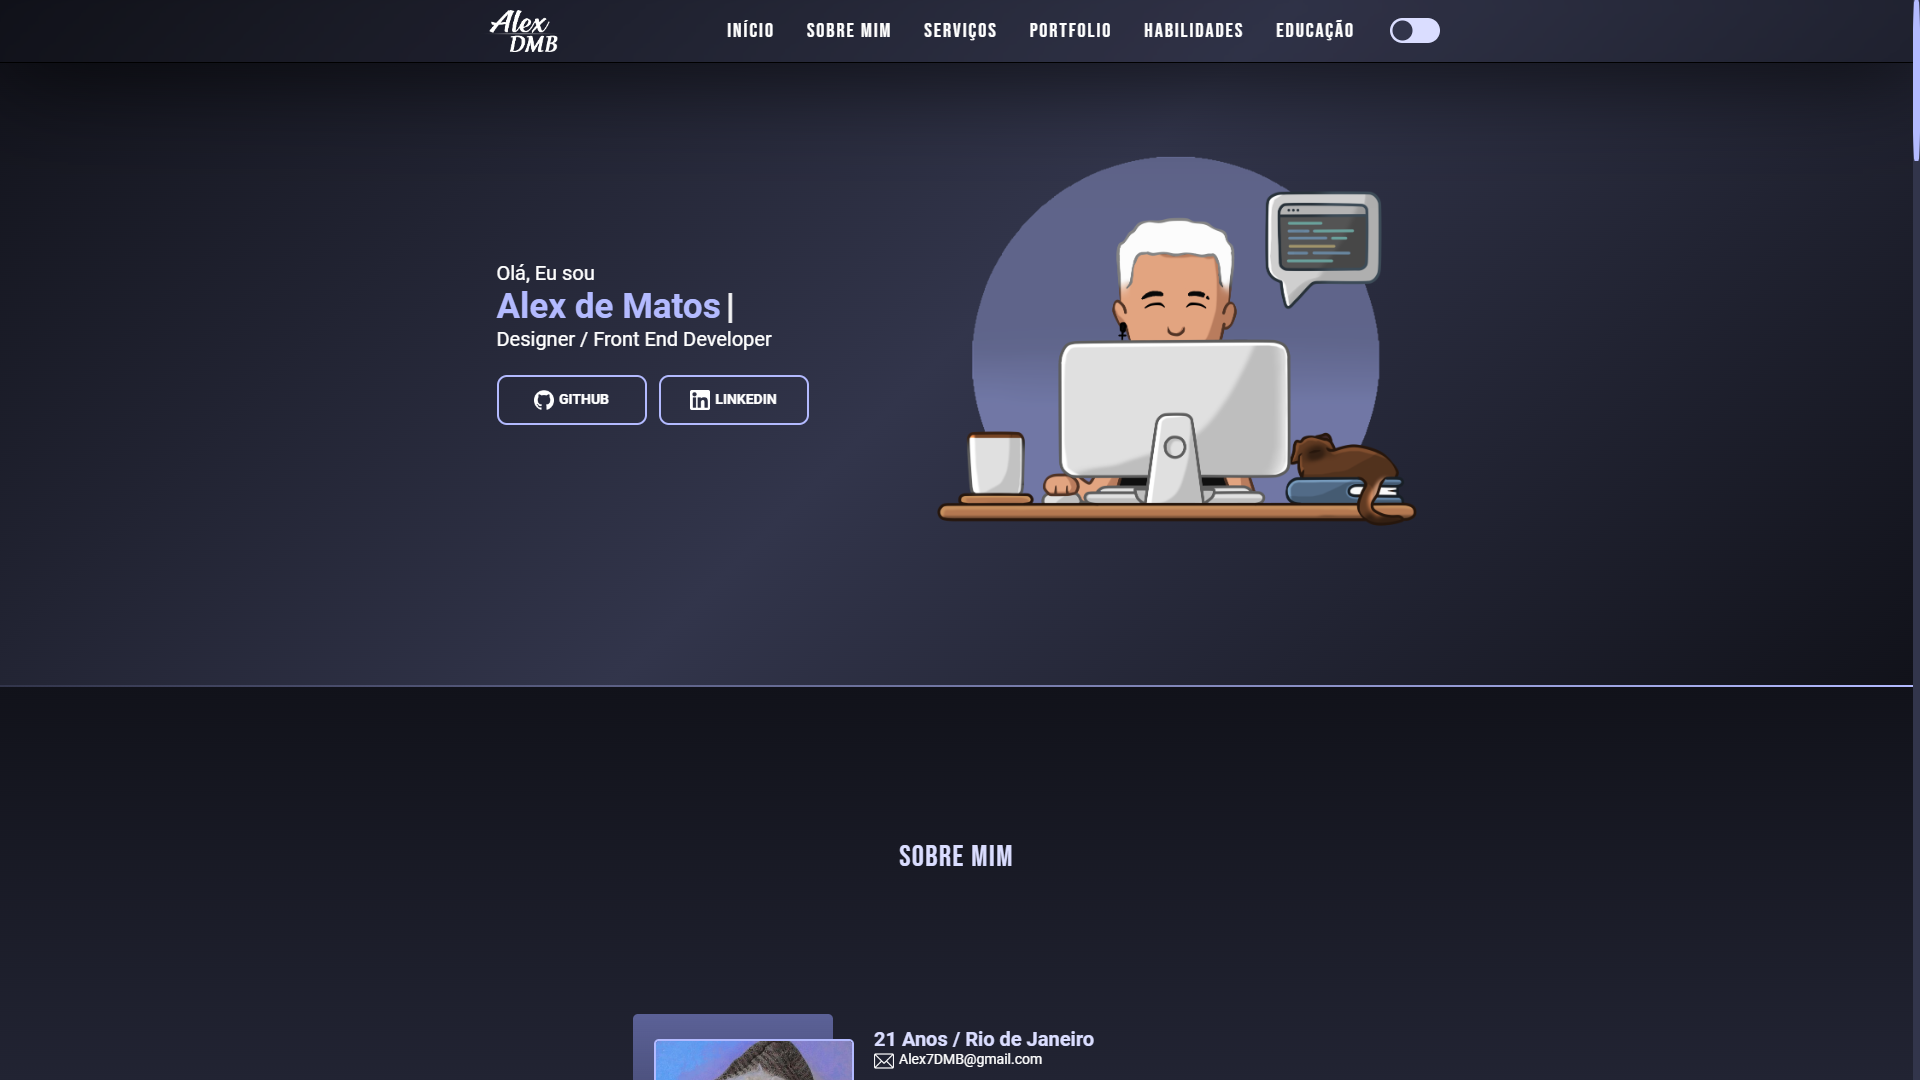 Alex
DMB
INÍCIO
SOBRE MIM
SERVIÇOS
PORTFOLIO
HABILIDADES
EDUCAÇÃO
Olá, Eu sou
Alex de Matos|
Designer / Front End Developer
GITHUB
LINKEDIN
SOBRE MIM
21 Anos / Rio de Janeiro
Alex7DMB@gmail.com